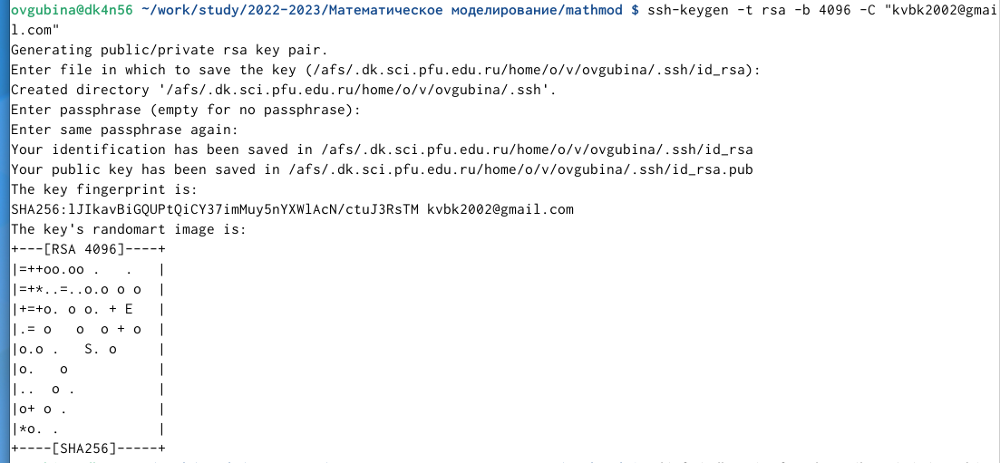 ovgubina@dk4n56 ~/work/study/2022-2023/Математическое моделирование/mathmod $ ssh-keygen -t rsa -b 4096 -C "kvbk2002@gmai
l.com"
Generating public/private rsa key pair.
Enter file in which to save the key (/afs/.dk.sci.pfu.edu.ru/home/o/v/ovgubina/.ssh/id_rsa):
Created directory '/afs/.dk.sci.pfu.edu.ru/home/o/v/ovgubina/.ssh'.
Enter passphrase (empty for no passphrase):
Enter same passphrase again:
Your identification has been saved in /afs/.dk.sci.pfu.edu.ru/home/o/v/ovgubina/.ssh/id_rsa
Your public key has been saved in /afs/.dk.sci.pfu.edu.ru/home/o/v/ovgubina/.ssh/id_rsa.pub
The key fingerprint is:
SHA256:lJIkavBiGQUPtQiCY37imMuy5nYXWlAcN/ctuJ3RsTM kvbk2002@gmail.com
The key's randomart image is:
+---[RSA 4096]----+
|=++oo.oo .   .   |
|=+*..=..o.o o o  |
|+=+o. o o. + E   |
|.= o   o  o + o  |
|o.o .   S. o     |
|o.   o           |
|..  o .          |
|o+ o .           |
|*o. .            |
+----[SHA256]-----+